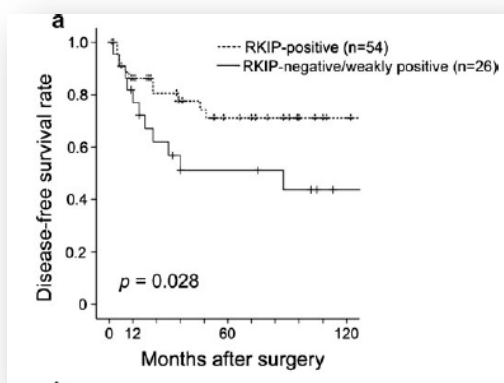 a
RKIP-positive (n=54)
RKIP-negative/weakly positive (n=26)
Disease-free survival rate
1.0
0.8
0.6
0.4
0.2
0
p = 0.028
0 12 60 120
Months after surgery